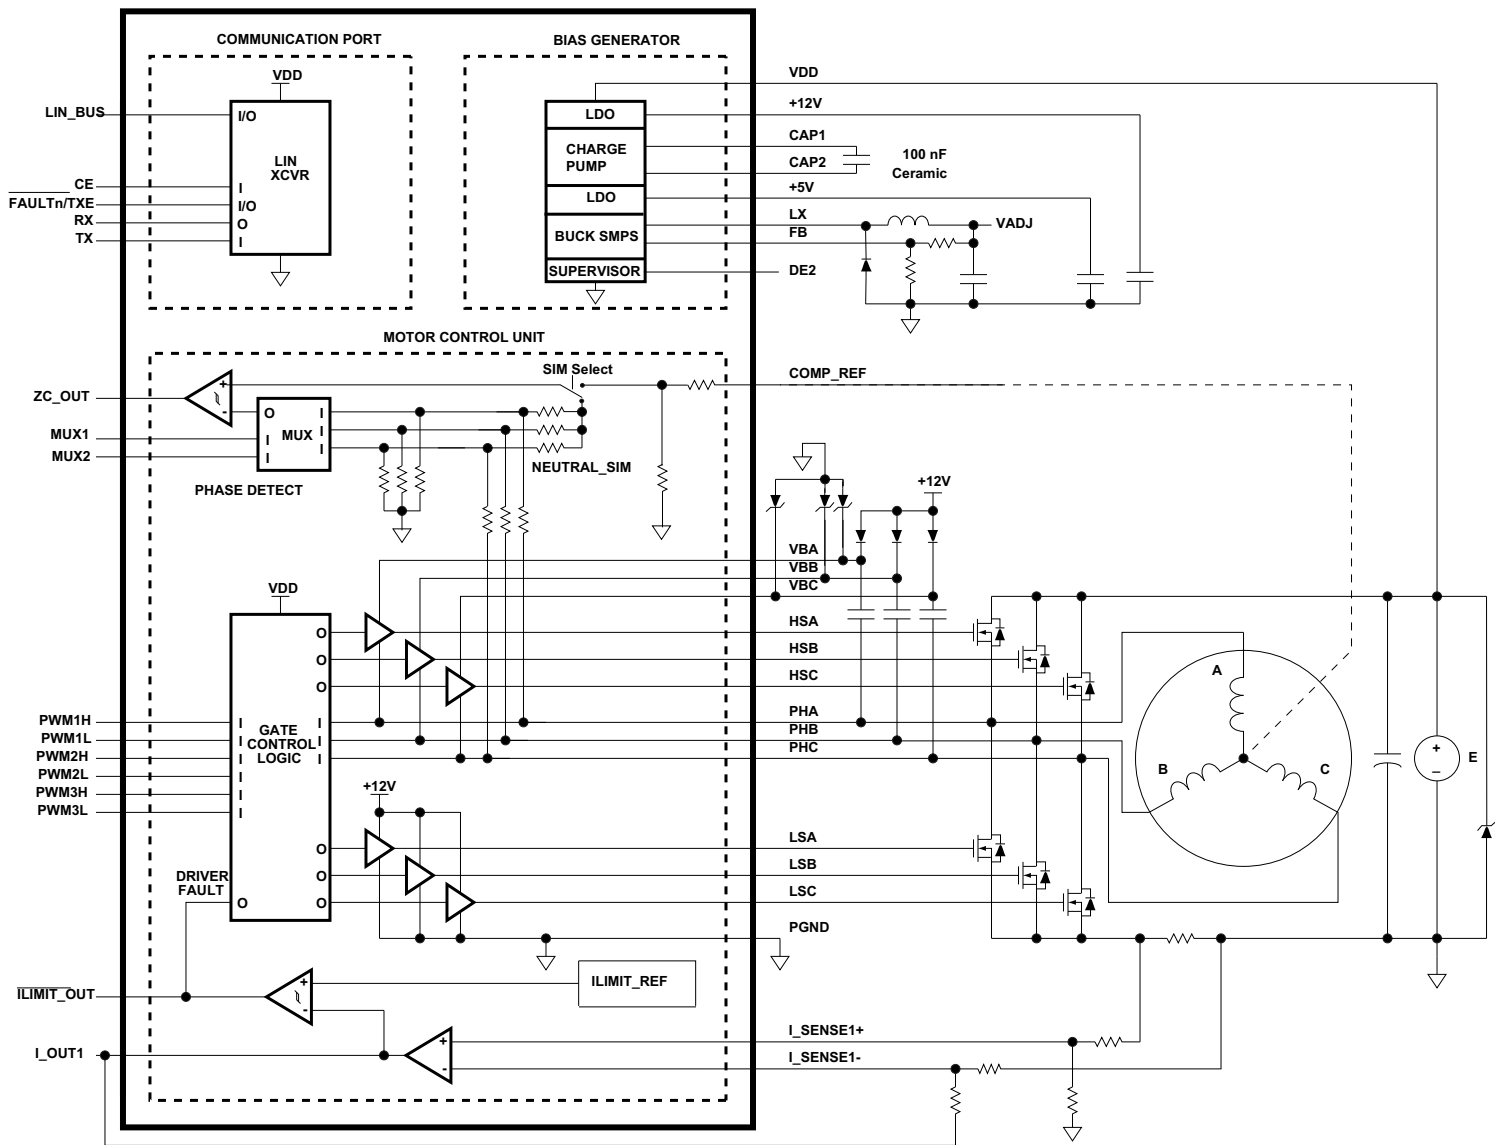 COMMUNICATION PORT
BIAS GENERATOR
VDD
LIN_BUS
I/O
LIN
XCVR
CE
I
FAULTn/TXE
I/O
RX
O
TX
I
LDO
CHARGE
PUMP
LDO
BUCK SMPS
SUPERVISOR
VDD
+12V
CAP1
CAP2
100 nF
Ceramic
+5V
LX
VADJ
FB
DE2
MOTOR CONTROL UNIT
SIM Select
COMP_REF
ZC_OUT
+
-
O
I
MUX1
I
MUX
I
MUX2
I
I
NEUTRAL_SIM
PHASE DETECT
+12V
VBA
VBB
VBC
VDD
O
HSA
O
HSB
O
HSC
PWM1H
I
I
PHA
PWM1L
I
GATE
CONTROL
LOGIC
I
PHB
PWM2H
I
I
PHC
PWM2L
I
PWM3H
I
PWM3L
I
A
B
C
+
–
E
+12V
O
LSA
O
LSB
O
LSC
DRIVER
FAULT
O
PGND
ILIMIT_OUT
+
-
ILIMIT_REF
I_OUT1
+
-
I_SENSE1+
I_SENSE1-